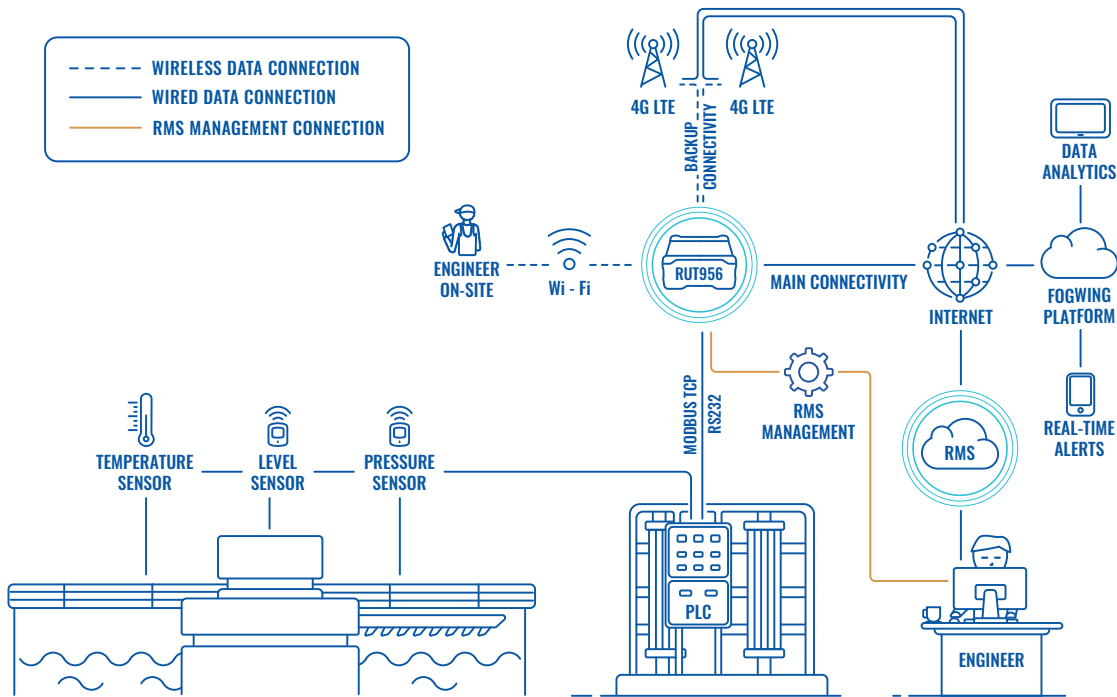 WIRELESS DATA CONNECTION
WIRED DATA CONNECTION
RMS MANAGEMENT CONNECTION
4G LTE
4G LTE
BACKUP
CONNECTIVITY
DATA
ANALYTICS
ENGINEER
ON-SITE
Wi - Fi
RUT956
MAIN CONNECTIVITY
INTERNET
FOGWING
PLATFORM
MODBUS TCP
RS232
RMS
MANAGEMENT
RMS
REAL-TIME
ALERTS
TEMPERATURE
SENSOR
LEVEL
SENSOR
PRESSURE
SENSOR
PLC
ENGINEER